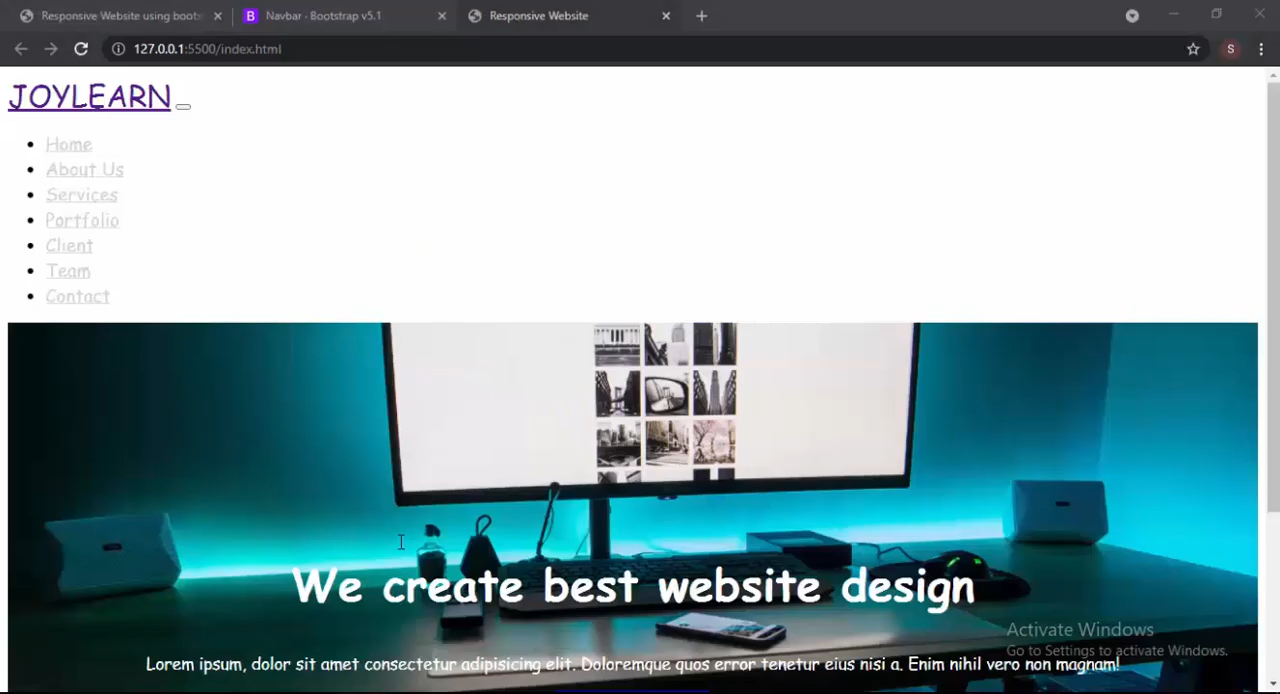 Responsive Website using boots
Navbar · Bootstrap v5.1
Responsive Website
127.0.0.1:5500/index.html
S
JOYLEARN
Home
About Us
Services
Portfolio
Client
Team
Contact
We create best website design
Activate Windows
Go to Settings to activate Windows.
Lorem ipsum, dolor sit amet consectetur adipisicing elit. Doloremque quos error tenetur eius nisi a. Enim nihil vero non magnam!